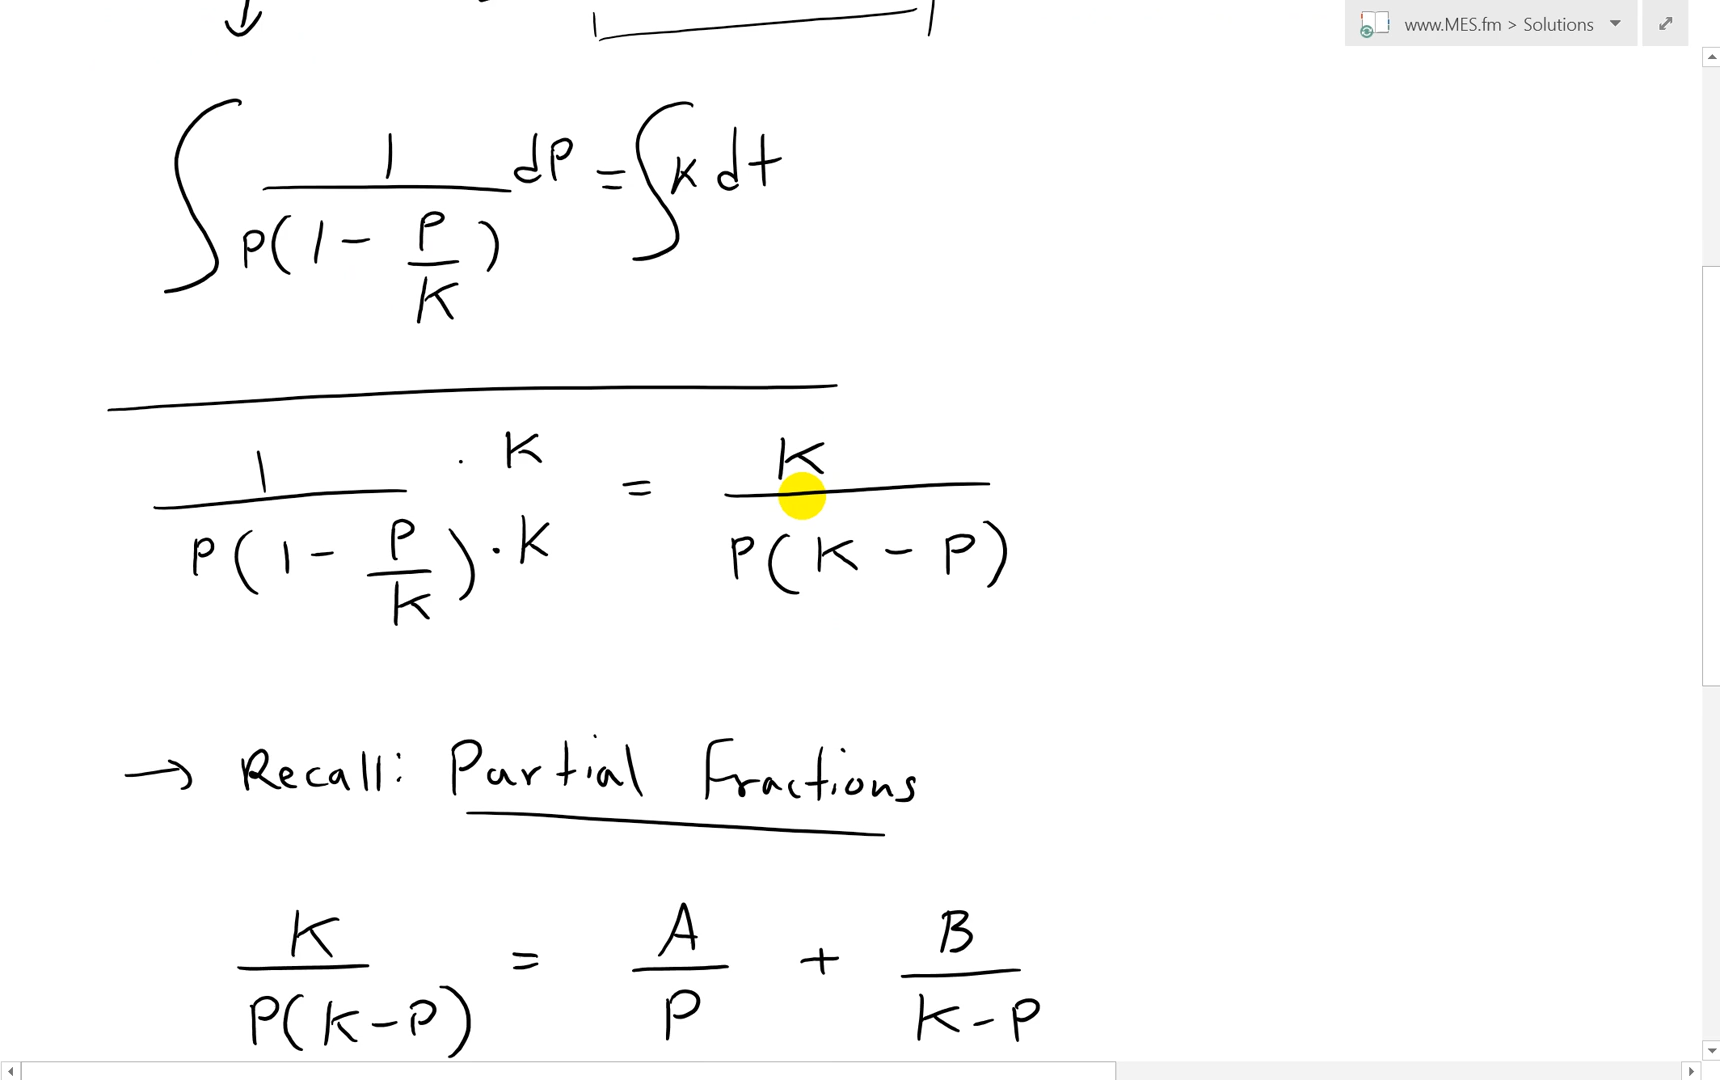 www.MES.fm > Solutions
∫ 1/(P(1 - P/K)) dP = ∫ k dt
1/(P(1 - P/K)) · K/· K = K/(P(K - P))
→ Recall: Partial Fractions
K/(P(K-P)) = A/P + B/(K-P)